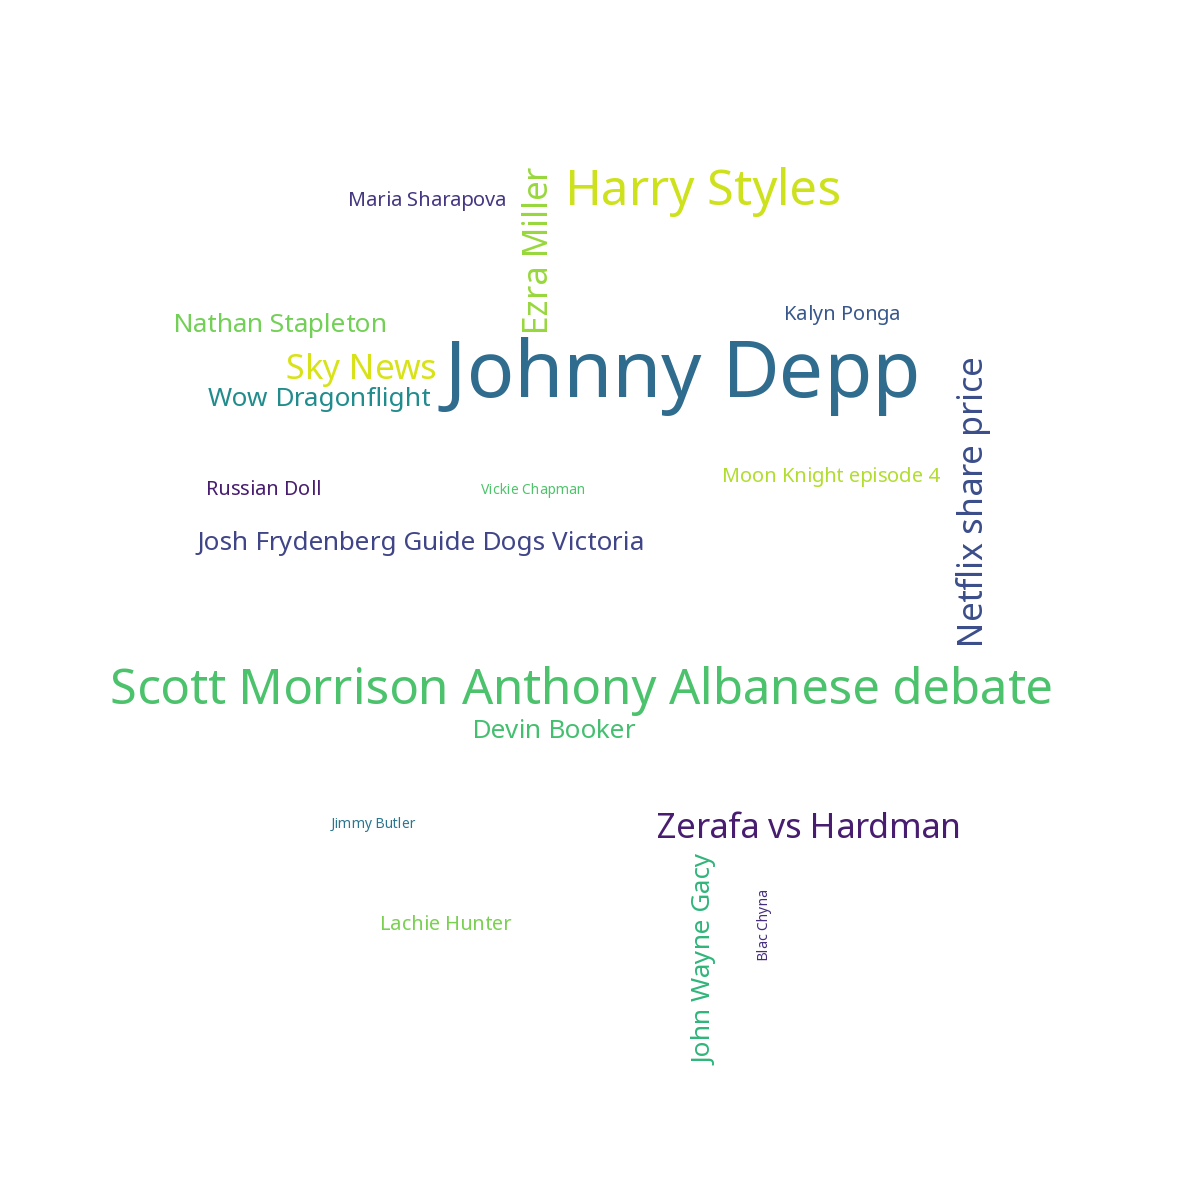 Harry Styles
Maria Sharapova
Ezra Miller
Kalyn Ponga
Nathan Stapleton
Johnny Depp
Sky News
Wow Dragonflight
Netflix share price
Moon Knight episode 4
Russian Doll
Vickie Chapman
Josh Frydenberg Guide Dogs Victoria
Scott Morrison Anthony Albanese debate
Devin Booker
Jimmy Butler
Zerafa vs Hardman
John Wayne Gacy
Blac Chyna
Lachie Hunter